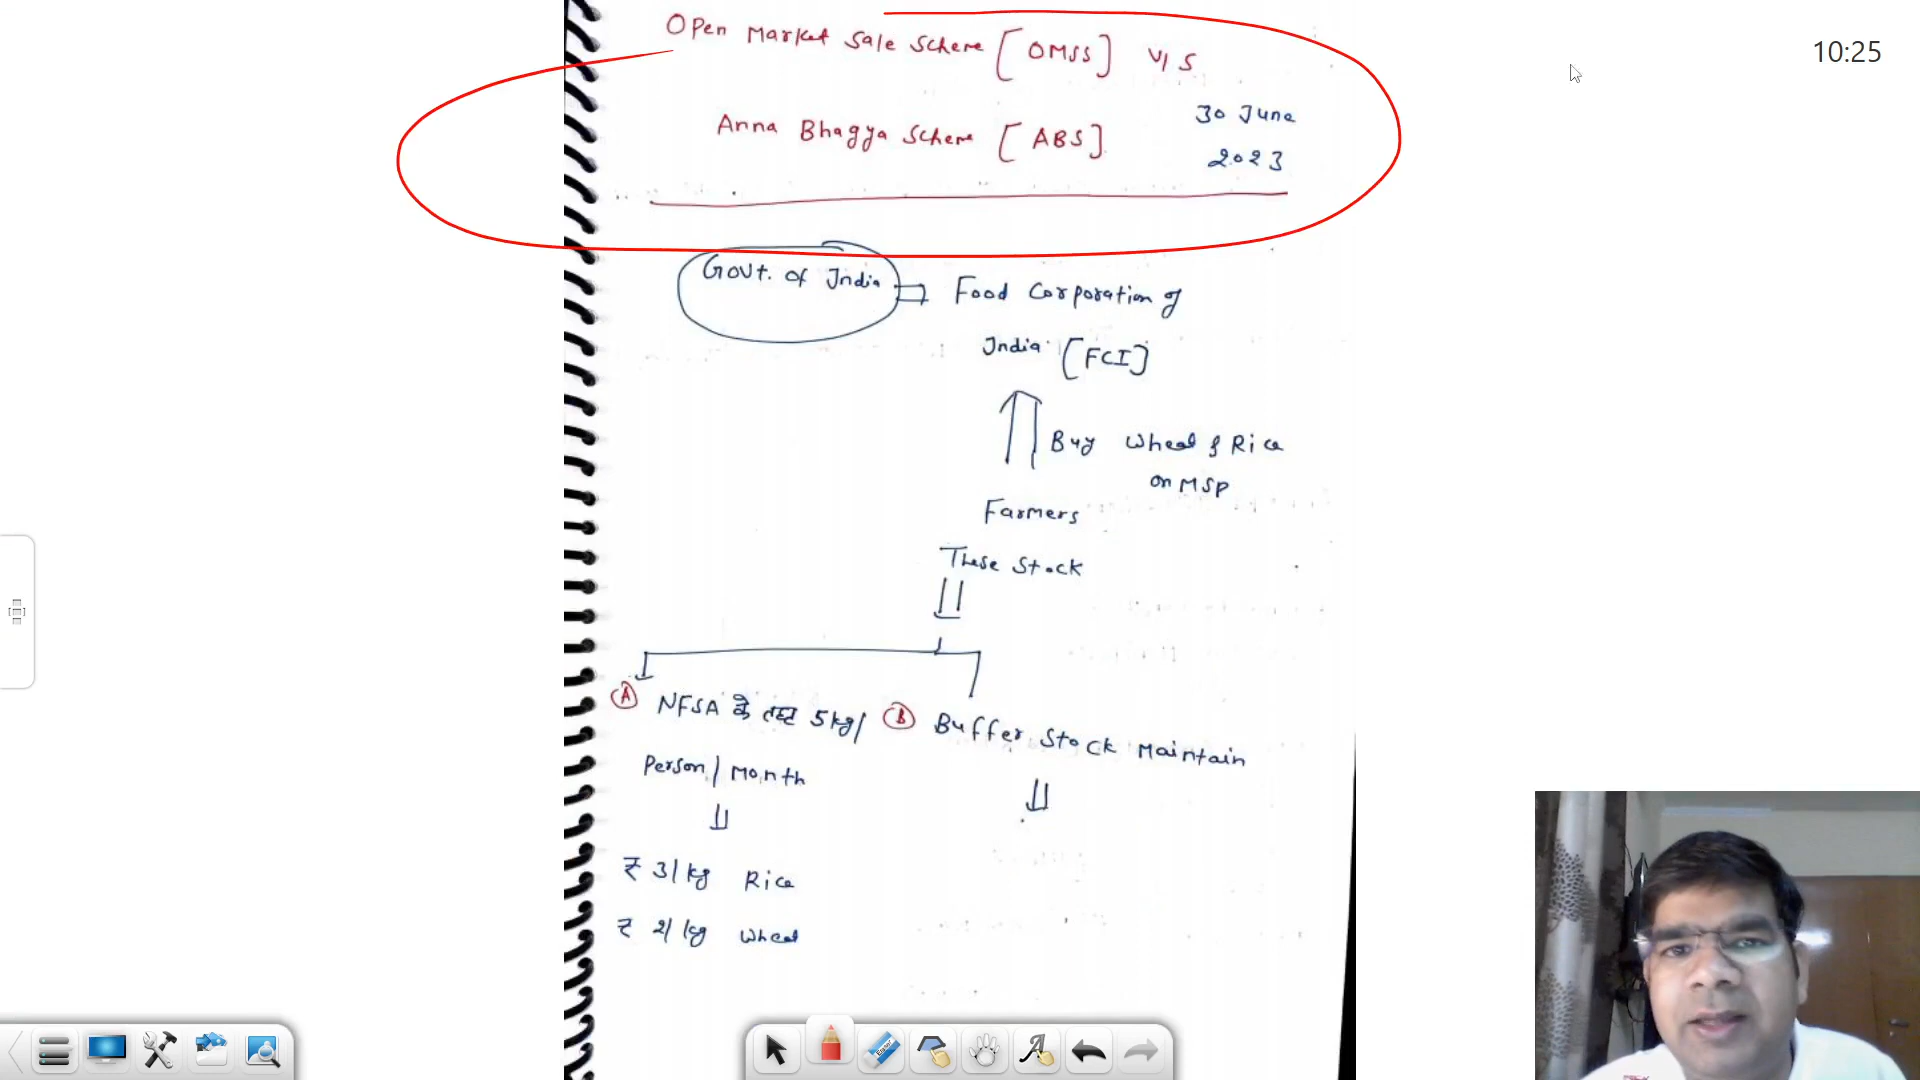 10:25
Open Market Sale Scheme [OMSS] V/S
Anna Bhagya Scheme [ABS]
30 June
2023
Govt. of India
Food Corporation of
India [FCI]
Buy Wheat & Rice
on MSP
Farmers
These Stock
(A) NFSA के तहत 5kg/
Person/Month
₹ 3/kg Rice
₹ 2/kg Wheat
(B) Buffer Stock Maintain